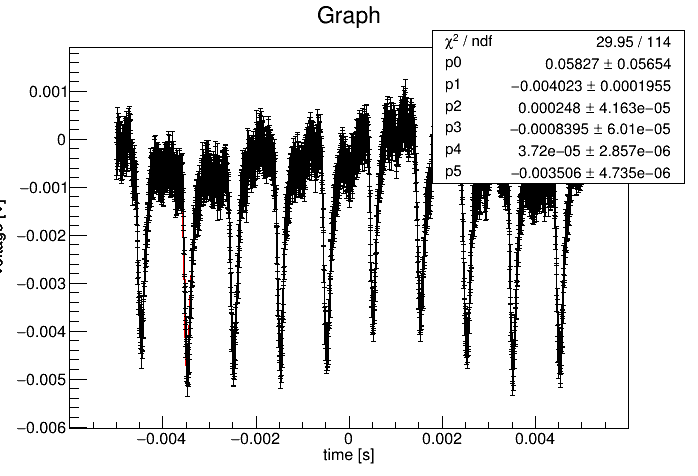 Graph
χ² / ndf 29.95 / 114
p0 0.05827 ± 0.05654
p1 −0.004023 ± 0.0001955
p2 0.000248 ± 4.163e−05
p3 −0.0008395 ± 6.01e−05
p4 3.72e−05 ± 2.857e−06
p5 −0.003506 ± 4.735e−06
0.001
0
−0.001
−0.002
−0.003
−0.004
−0.005
−0.006
−0.004 −0.002 0 0.002 0.004
time [s]